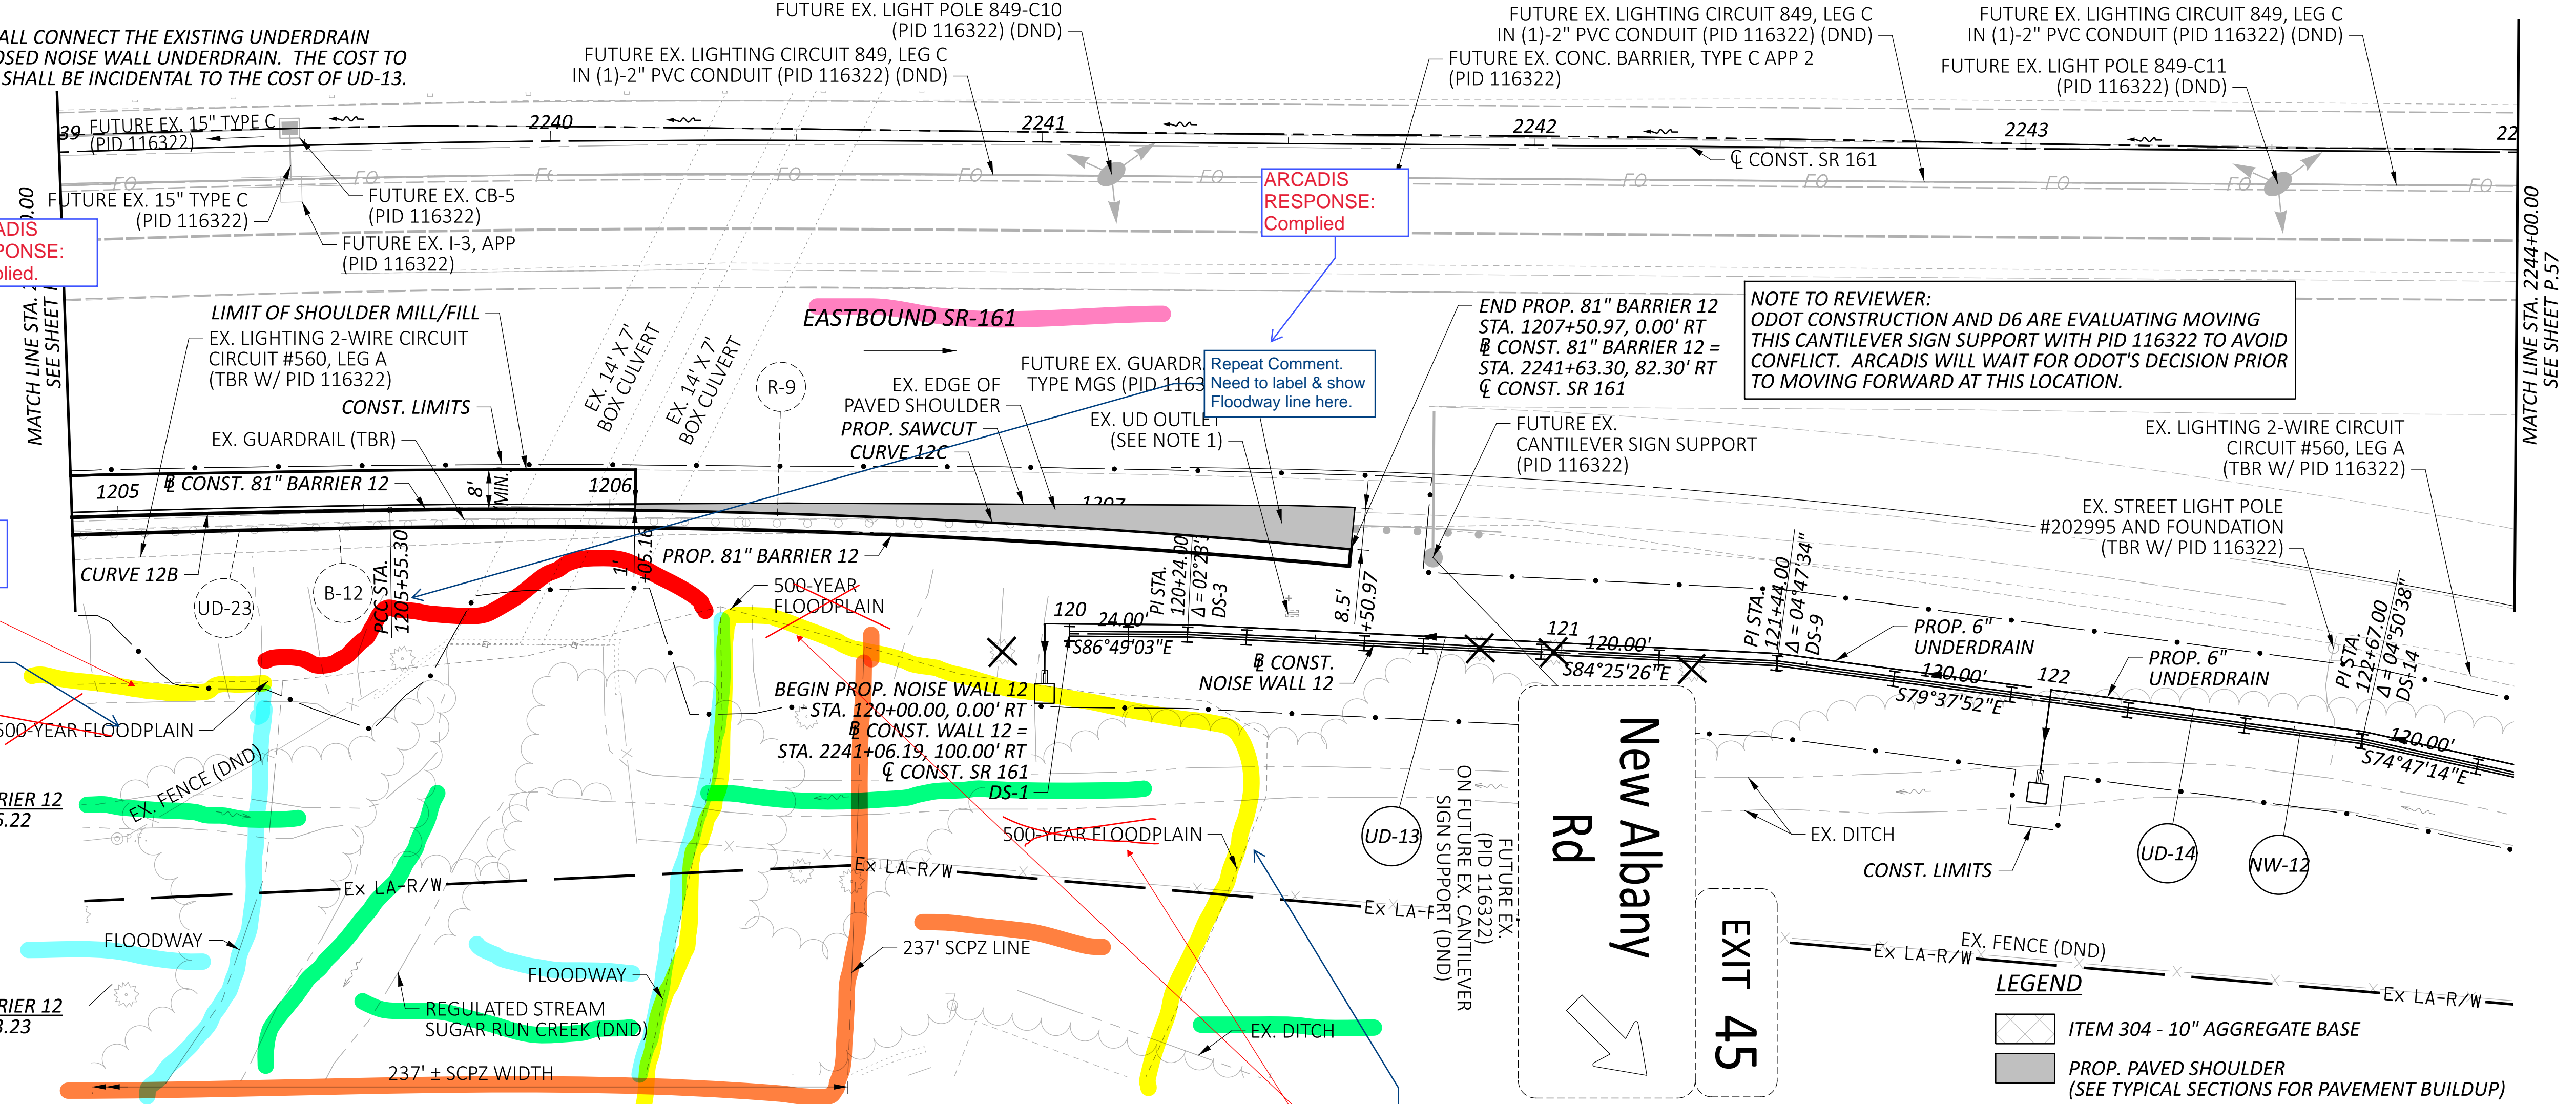 ALL CONNECT THE EXISTING UNDERDRAIN
OSED NOISE WALL UNDERDRAIN. THE COST TO
SHALL BE INCIDENTAL TO THE COST OF UD-13.
FUTURE EX. LIGHT POLE 849-C10
(PID 116322) (DND)
FUTURE EX. LIGHTING CIRCUIT 849, LEG C
IN (1)-2" PVC CONDUIT (PID 116322) (DND)
FUTURE EX. LIGHTING CIRCUIT 849, LEG C
IN (1)-2" PVC CONDUIT (PID 116322) (DND)
FUTURE EX. CONC. BARRIER, TYPE C APP 2
(PID 116322)
FUTURE EX. LIGHTING CIRCUIT 849, LEG C
IN (1)-2" PVC CONDUIT (PID 116322) (DND)
FUTURE EX. LIGHT POLE 849-C11
(PID 116322) (DND)
39
FUTURE EX. 15" TYPE C
(PID 116322)
2240
2241
2242
2243
22
℄ CONST. SR 161
FO
FO
FO
FO
FO
FO
FO
FO
FO
FO
FUTURE EX. 15" TYPE C
(PID 116322)
FUTURE EX. CB-5
(PID 116322)
FUTURE EX. I-3, APP
(PID 116322)
ARCADIS
RESPONSE:
Complied
ADIS
PONSE:
plied.
MATCH LINE STA. 2
0.00
SEE SHEET P
MATCH LINE STA. 2244+00.00
SEE SHEET P.57
LIMIT OF SHOULDER MILL/FILL
EX. LIGHTING 2-WIRE CIRCUIT
CIRCUIT #560, LEG A
(TBR W/ PID 116322)
CONST. LIMITS
EX. GUARDRAIL (TBR)
EX. 14' X 7'
BOX CULVERT
EX. 14' X 7'
BOX CULVERT
EASTBOUND SR-161
R-9
FUTURE EX. GUARDR
TYPE MGS (PID 1163
EX. EDGE OF
PAVED SHOULDER
PROP. SAWCUT
CURVE 12C
EX. UD OUTLET
(SEE NOTE 1)
Repeat Comment.
Need to label & show
Floodway line here.
END PROP. 81" BARRIER 12
STA. 1207+50.97, 0.00' RT
BL CONST. 81" BARRIER 12 =
STA. 2241+63.30, 82.30' RT
℄ CONST. SR 161
NOTE TO REVIEWER:
ODOT CONSTRUCTION AND D6 ARE EVALUATING MOVING
THIS CANTILEVER SIGN SUPPORT WITH PID 116322 TO AVOID
CONFLICT. ARCADIS WILL WAIT FOR ODOT'S DECISION PRIOR
TO MOVING FORWARD AT THIS LOCATION.
FUTURE EX.
CANTILEVER SIGN SUPPORT
(PID 116322)
EX. LIGHTING 2-WIRE CIRCUIT
CIRCUIT #560, LEG A
(TBR W/ PID 116322)
EX. STREET LIGHT POLE
#202995 AND FOUNDATION
(TBR W/ PID 116322)
1205
BL CONST. 81" BARRIER 12
8'
(MIN.)
1206
1207
CURVE 12B
UD-23
B-12
PCC STA.
1205+55.30
1'
+05.16
PROP. 81" BARRIER 12
500-YEAR
FLOODPLAIN
120
24.00'
S86°49'03"E
PI STA.
120+24.00
Δ = 02°23'
DS-3
8.5'
+50.97
121
120.00'
S84°25'26"E
BL CONST.
NOISE WALL 12
PI STA.
121+44.00
Δ = 04°47'34"
DS-9
PROP. 6"
UNDERDRAIN
120.00'
S79°37'52"E
122
PROP. 6"
UNDERDRAIN
PI STA.
122+67.00
Δ = 04°50'38"
DS-14
120.00'
S74°47'14"E
BEGIN PROP. NOISE WALL 12
STA. 120+00.00, 0.00' RT
BL CONST. WALL 12 =
STA. 2241+06.19, 100.00' RT
℄ CONST. SR 161
DS-1
500-YEAR FLOODPLAIN
EX. FENCE (DND)
RIER 12
5.22
P.F.
500-YEAR FLOODPLAIN
UD-13
FUTURE EX.
(PID 116322)
ON FUTURE EX. CANTILEVER
SIGN SUPPORT (DND)
New Albany
Rd
EXIT 45
EX. DITCH
CONST. LIMITS
UD-14
NW-12
Ex LA-R/W
Ex LA-R/W
Ex LA-R
Ex LA-R/W
Ex LA-R/W
EX. FENCE (DND)
FLOODWAY
FLOODWAY
237' SCPZ LINE
REGULATED STREAM
SUGAR RUN CREEK (DND)
RIER 12
3.23
EX. DITCH
237' ± SCPZ WIDTH
LEGEND
ITEM 304 - 10" AGGREGATE BASE
PROP. PAVED SHOULDER
(SEE TYPICAL SECTIONS FOR PAVEMENT BUILDUP)